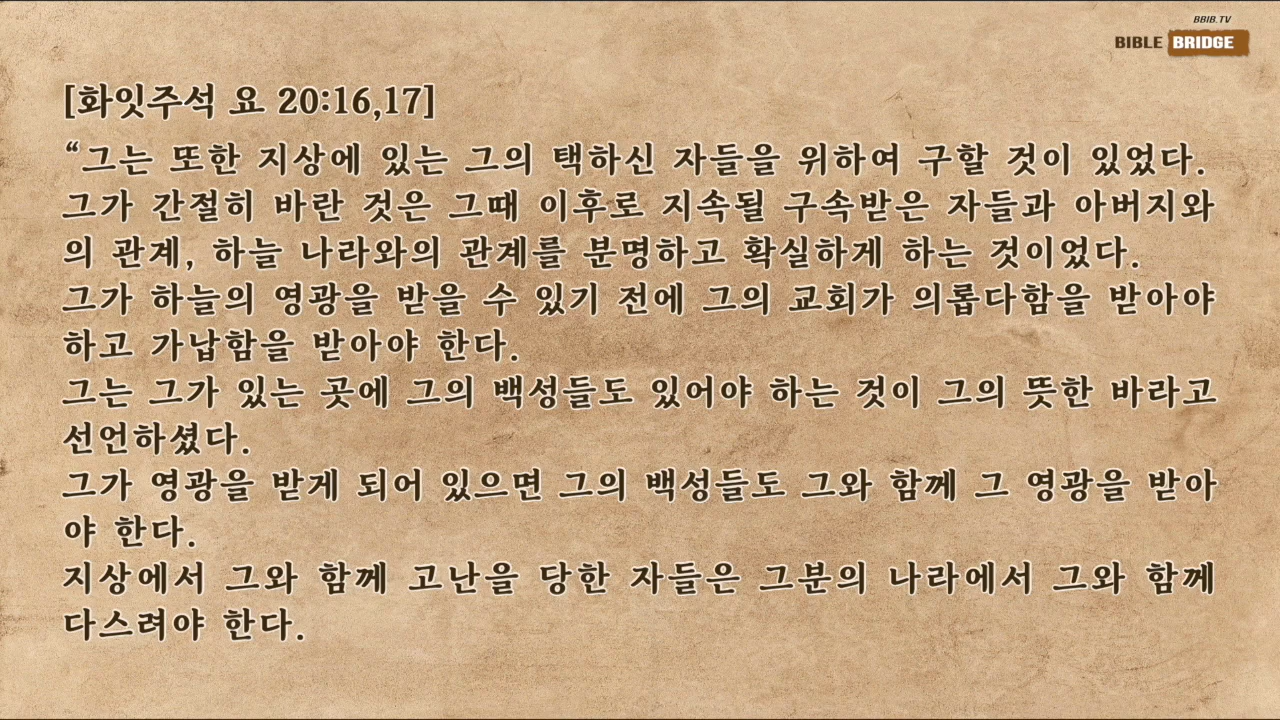 BBIB.TV
BIBLE BRIDGE
[화잇주석 요 20:16,17]
“그는 또한 지상에 있는 그의 택하신 자들을 위하여 구할 것이 있었다.
그가 간절히 바란 것은 그때 이후로 지속될 구속받은 자들과 아버지와
의 관계, 하늘 나라와의 관계를 분명하고 확실하게 하는 것이었다.
그가 하늘의 영광을 받을 수 있기 전에 그의 교회가 의롭다함을 받아야
하고 가납함을 받아야 한다.
그는 그가 있는 곳에 그의 백성들도 있어야 하는 것이 그의 뜻한 바라고
선언하셨다.
그가 영광을 받게 되어 있으면 그의 백성들도 그와 함께 그 영광을 받아
야 한다.
지상에서 그와 함께 고난을 당한 자들은 그분의 나라에서 그와 함께
다스려야 한다.